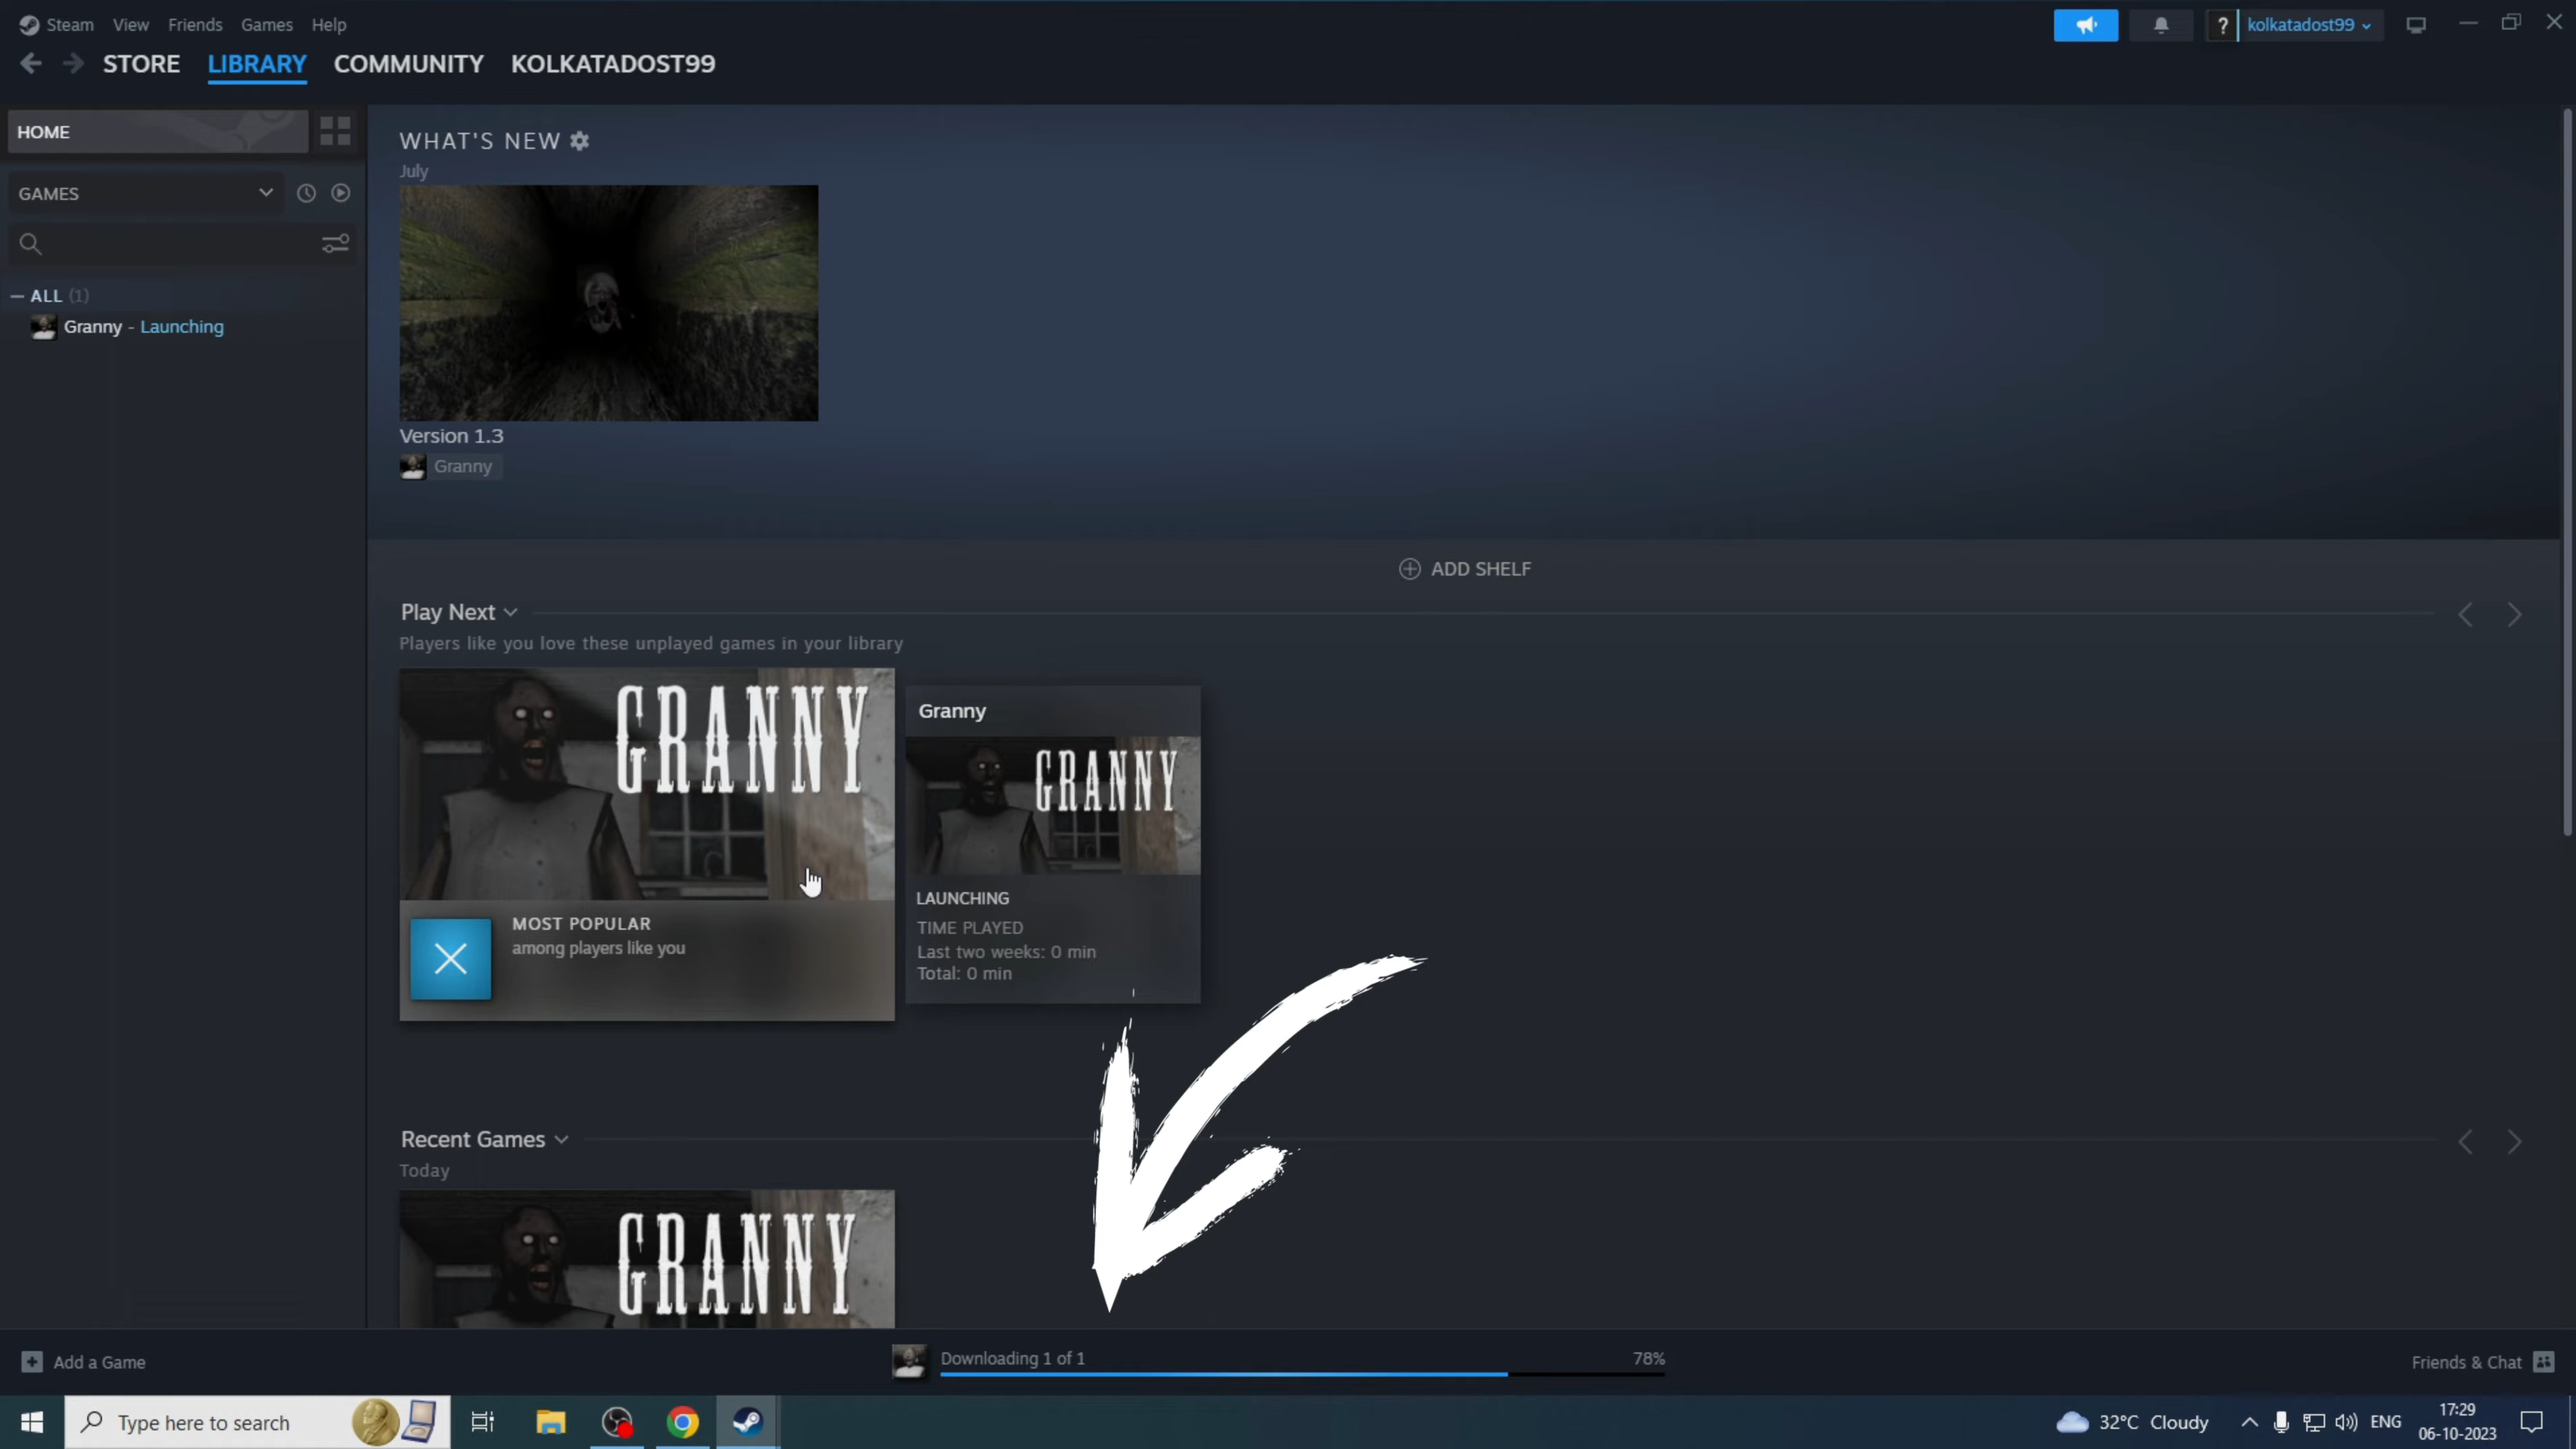 Steam View Friends Games Help
? kolkatadost99
STORE LIBRARY COMMUNITY KOLKATADOST99
HOME
WHAT'S NEW
July
GAMES
— ALL (1)
Granny - Launching
Version 1.3
Granny
ADD SHELF
Play Next
Players like you love these unplayed games in your library
GRANNY
Granny
GRANNY
LAUNCHING
MOST POPULAR
among players like you
TIME PLAYED
Last two weeks: 0 min
Total: 0 min
Recent Games
Today
GRANNY
Add a Game
Downloading 1 of 1
78%
Friends & Chat
Type here to search
32°C Cloudy
ENG
17:29
06-10-2023